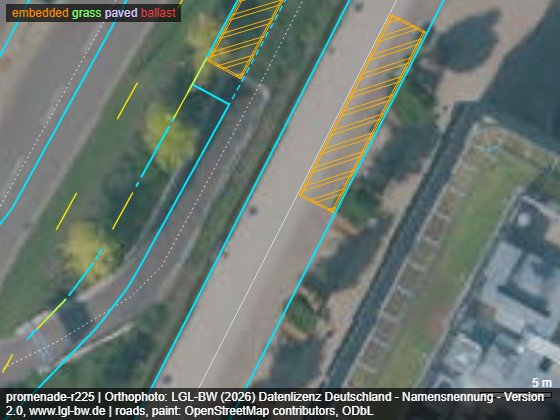 embedded grass paved ballast
5 m
promenade-r225 | Orthophoto: LGL-BW (2026) Datenlizenz Deutschland - Namensnennung - Version
2.0, www.lgl-bw.de | roads, paint: OpenStreetMap contributors, ODbL